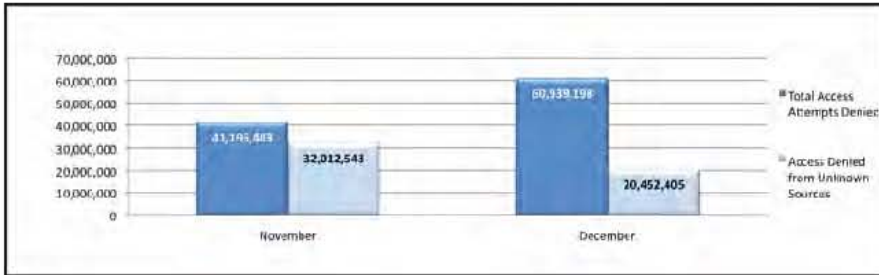 70,000,000
60,000,000
50,000,000
40,000,000
30,000,000
20,000,000
10,000,000
0
32,012,543
60,939,198
20,452,405
November
December
Total Access
Attempts Denied
Access Denied
from Unknown
Sources